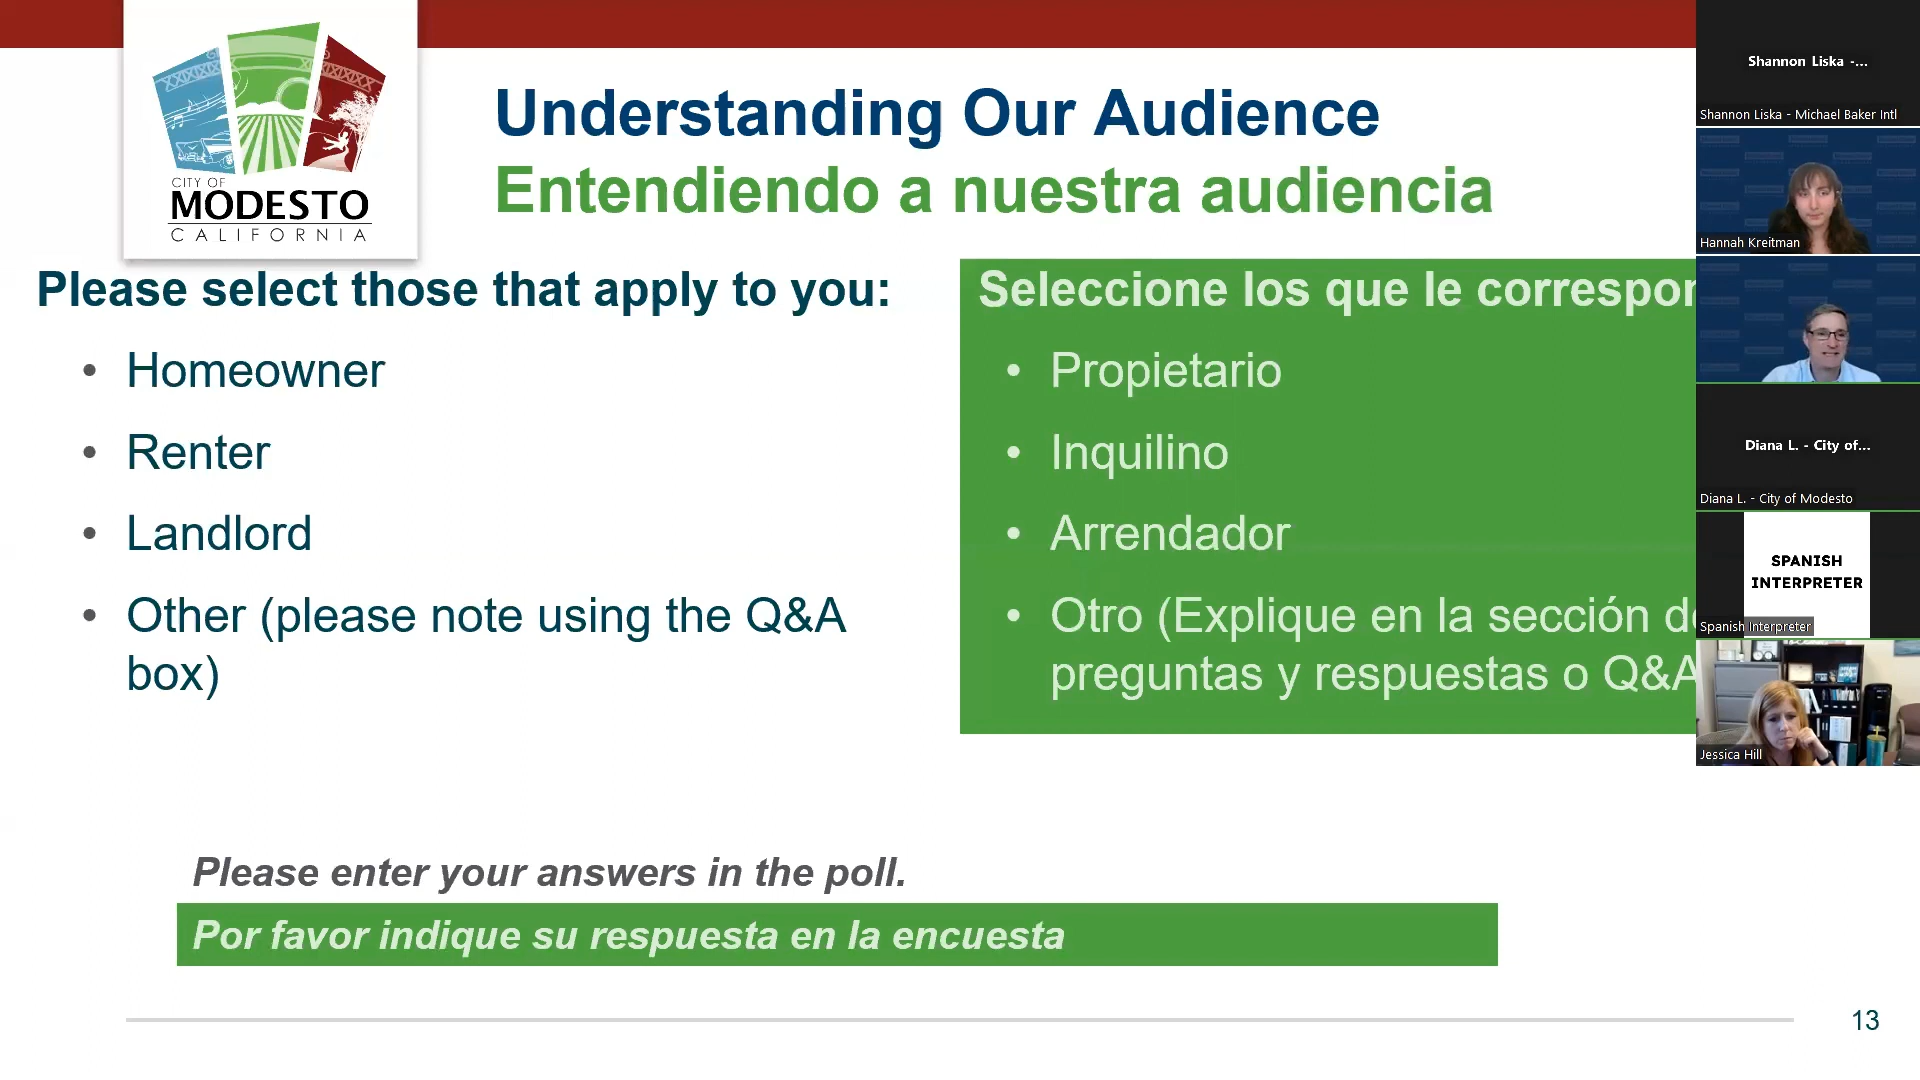 CITY OF
MODESTO
CALIFORNIA
Understanding Our Audience
Entendiendo a nuestra audiencia
Please select those that apply to you:
• Homeowner
• Renter
• Landlord
• Other (please note using the Q&A
box)
Seleccione los que le correspon
• Propietario
• Inquilino
• Arrendador
• Otro (Explique en la sección de
preguntas y respuestas o Q&A
Please enter your answers in the poll.
Por favor indique su respuesta en la encuesta
13
Shannon Liska -...
Shannon Liska - Michael Baker Intl
Hannah Kreitman
Diana L. - City of...
Diana L. - City of Modesto
SPANISH
INTERPRETER
Spanish Interpreter
Jessica Hill